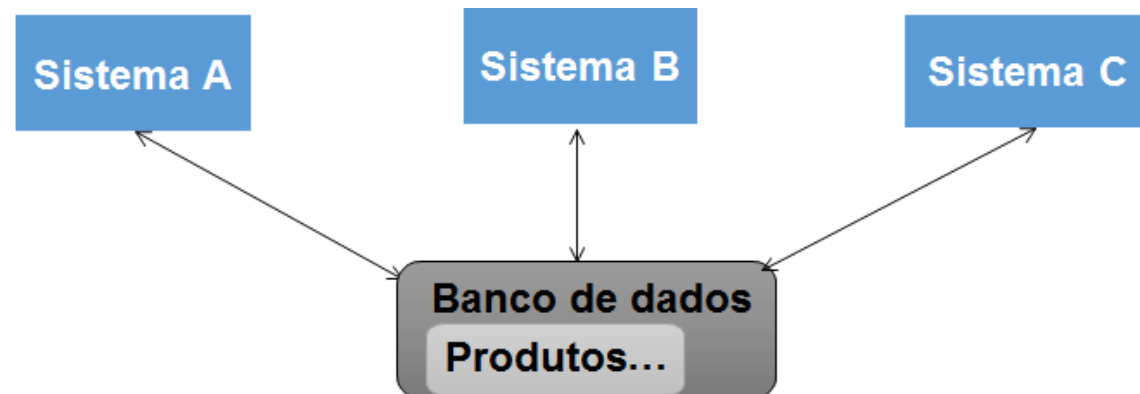 Sistema A
Sistema B
Sistema C
Banco de dados
Produtos...